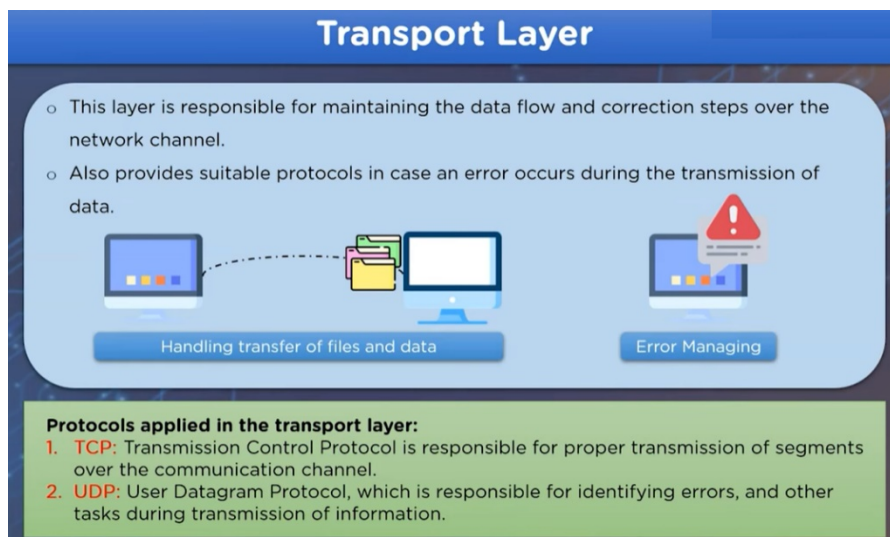 Transport Layer
o This layer is responsible for maintaining the data flow and correction steps over the
network channel.
o Also provides suitable protocols in case an error occurs during the transmission of
data.
Handling transfer of files and data
Error Managing
Protocols applied in the transport layer:
1. TCP: Transmission Control Protocol is responsible for proper transmission of segments
over the communication channel.
2. UDP: User Datagram Protocol, which is responsible for identifying errors, and other
tasks during transmission of information.